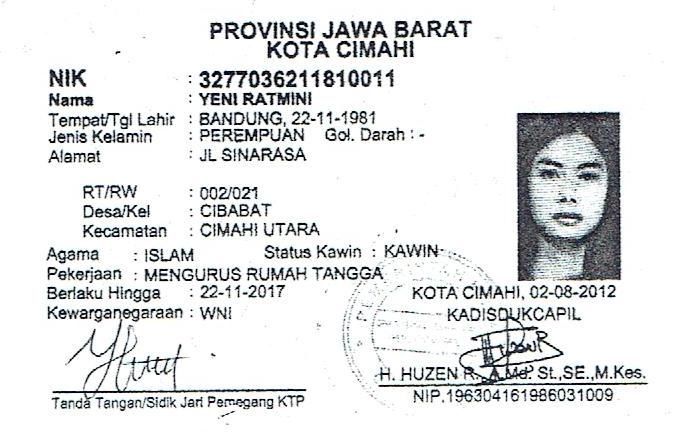 PROVINSI JAWA BARAT
KOTA CIMAHI
NIK : 3277036211810011
Nama : YENI RATMINI
Tempat/Tgl Lahir : BANDUNG, 22-11-1981
Jenis Kelamin : PEREMPUAN Gol. Darah : -
Alamat : JL SINARASA
RT/RW : 002/021
Desa/Kel : CIBABAT
Kecamatan : CIMAHI UTARA
Agama : ISLAM Status Kawin : KAWIN
Pekerjaan : MENGURUS RUMAH TANGGA
Berlaku Hingga : 22-11-2017
Kewarganegaraan : WNI
KOTA CIMAHI, 02-08-2012
KADISDUKCAPIL
H. HUZEN R., A.Md. St.,SE.,M.Kes.
NIP.196304161986031009
Tanda Tangan/Sidik Jari Pemegang KTP